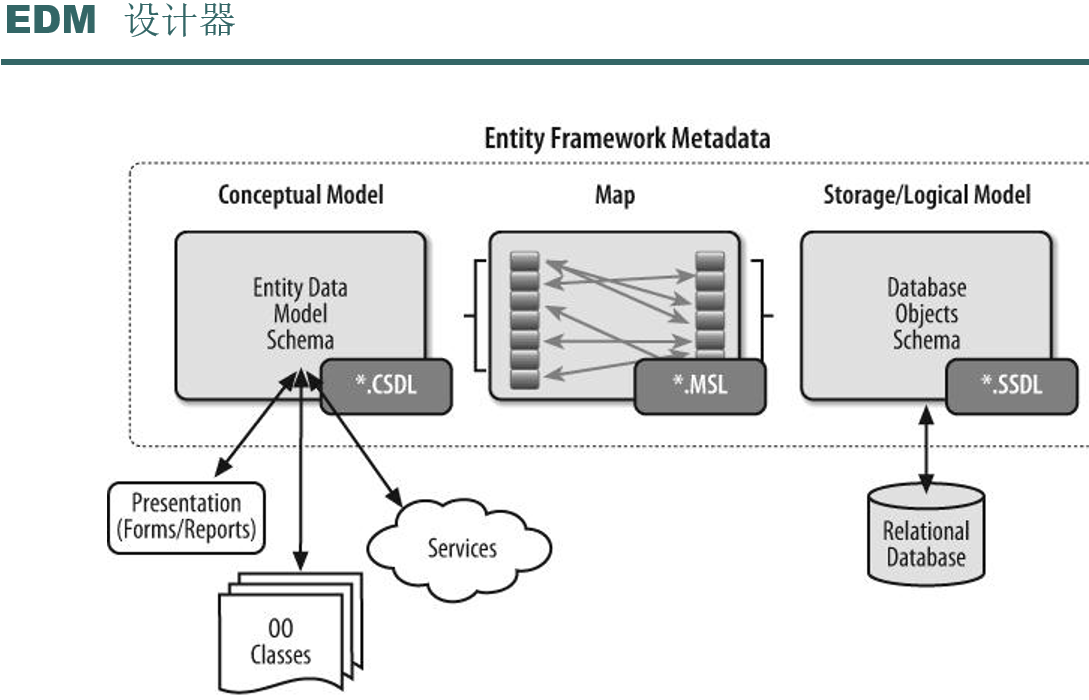 EDM 设计器
Entity Framework Metadata
Conceptual Model
Map
Storage/Logical Model
Entity Data
Model
Schema
Database
Objects
Schema
*.CSDL
*.MSL
*.SSDL
Presentation
(Forms/Reports)
Services
Relational
Database
OO
Classes